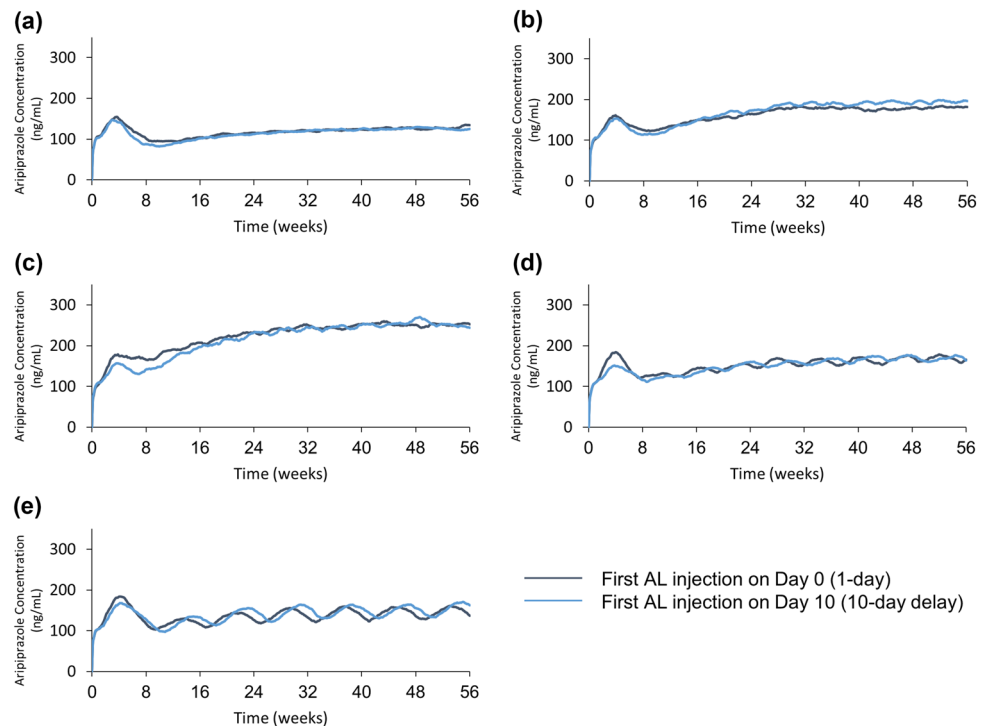 (a)
Aripiprazole Concentration
(ng/mL)
300
200
100
0
0 8 16 24 32 40 48 56
Time (weeks)
(b)
Aripiprazole Concentration
(ng/mL)
300
200
100
0
0 8 16 24 32 40 48 56
Time (weeks)
(c)
Aripiprazole Concentration
(ng/mL)
300
200
100
0
0 8 16 24 32 40 48 56
Time (weeks)
(d)
Aripiprazole Concentration
(ng/mL)
300
200
100
0
0 8 16 24 32 40 48 56
Time (weeks)
(e)
Aripiprazole Concentration
(ng/mL)
300
200
100
0
0 8 16 24 32 40 48 56
Time (weeks)
First AL injection on Day 0 (1-day)
First AL injection on Day 10 (10-day delay)